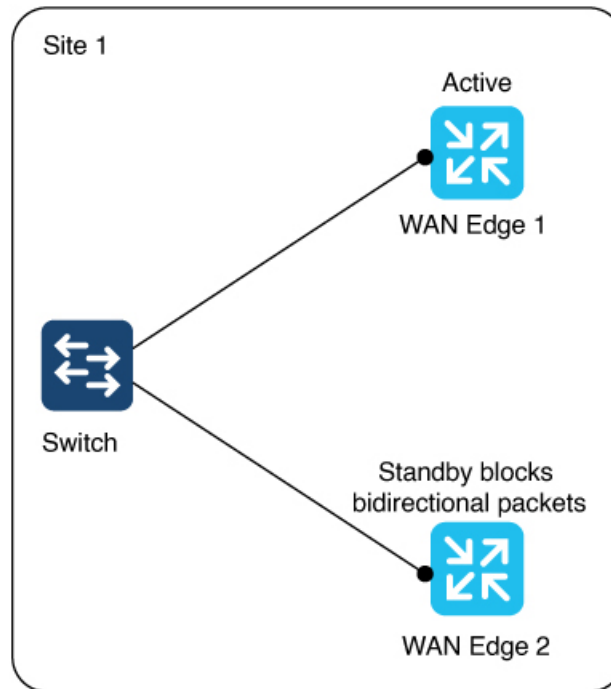 Site 1
Active
WAN Edge 1
Switch
Standby blocks
bidirectional packets
WAN Edge 2